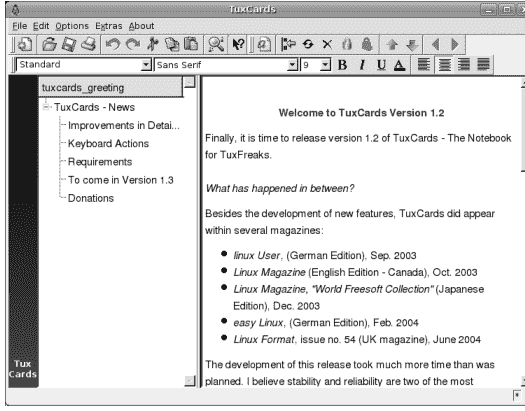 TuxCards
File Edit Options Extras About
Standard
Sans Serif
9
B I U A
tuxcards_greeting
TuxCards - News
Improvements in Detai...
Keyboard Actions
Requirements
To come in Version 1.3
Donations
Tux
Cards
Welcome to TuxCards Version 1.2
Finally, it is time to release version 1.2 of TuxCards - The Notebook
for TuxFreaks.
What has happened in between?
Besides the development of new features, TuxCards did appear
within several magazines:
linux User, (German Edition), Sep. 2003
Linux Magazine (English Edition - Canada), Oct. 2003
Linux Magazine, "World Freesoft Collection" (Japanese
Edition), Dec. 2003
easy Linux, (German Edition), Feb. 2004
Linux Format, issue no. 54 (UK magazine), June 2004
The development of this release took much more time than was
planned. I believe stability and reliability are two of the most